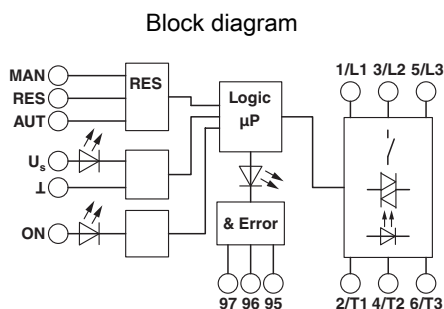 Block diagram
1/L1 3/L2 5/L3
MAN
RES
AUT
RES
Logic
µP
Us
⊥
ON
& Error
97 96 95
2/T1 4/T2 6/T3